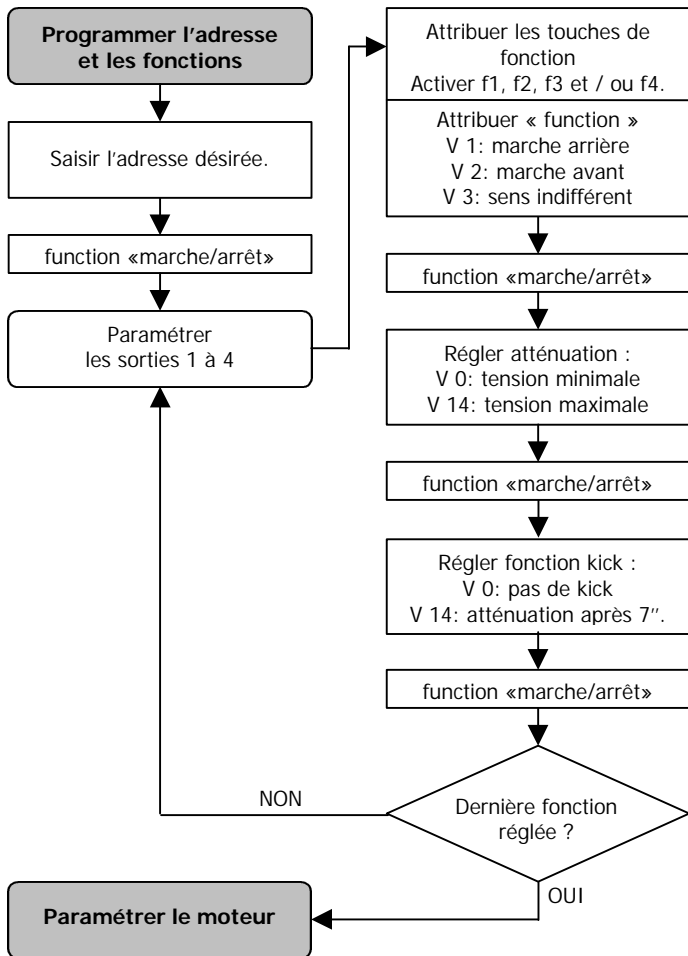 Programmer l'adresse
et les fonctions
Saisir l'adresse désirée.
function «marche/arrêt»
Paramétrer
les sorties 1 à 4
Attribuer les touches de
fonction
Activer f1, f2, f3 et / ou f4.
Attribuer « function »
V 1: marche arrière
V 2: marche avant
V 3: sens indifférent
function «marche/arrêt»
Régler atténuation :
V 0: tension minimale
V 14: tension maximale
function «marche/arrêt»
Régler fonction kick :
V 0: pas de kick
V 14: atténuation après 7’’.
function «marche/arrêt»
Dernière fonction
réglée ?
NON
OUI
Paramétrer le moteur